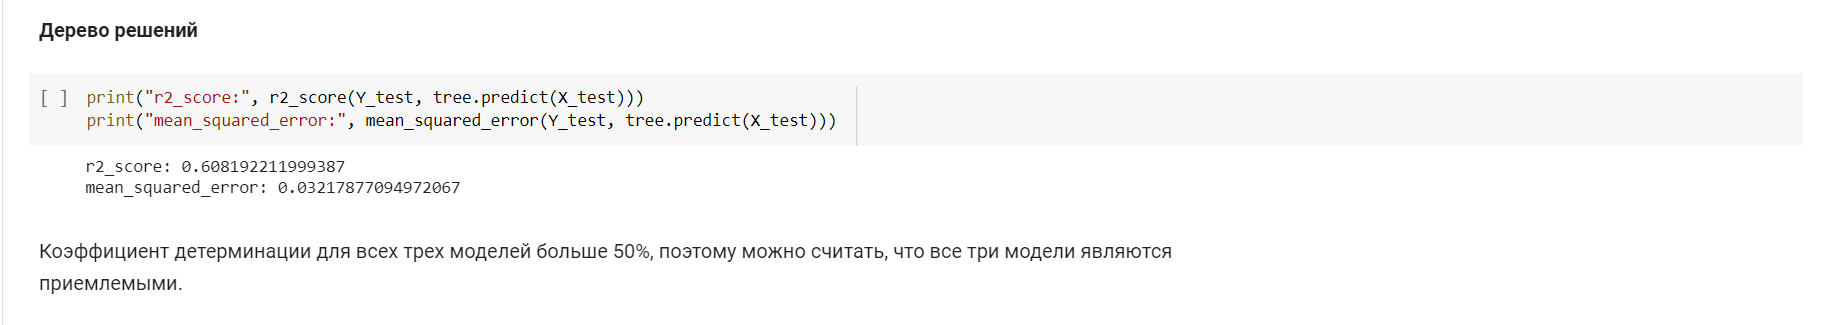 Дерево решений
[ ] print("r2_score:", r2_score(Y_test, tree.predict(X_test)))
print("mean_squared_error:", mean_squared_error(Y_test, tree.predict(X_test)))
r2_score: 0.608192211999387
mean_squared_error: 0.03217877094972067
Коэффициент детерминации для всех трех моделей больше 50%, поэтому можно считать, что все три модели являются
приемлемыми.